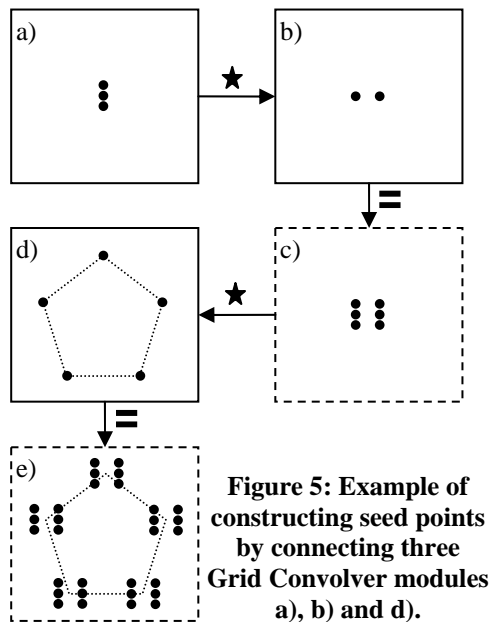 a)
b)
=
d)
c)
=
e)
Figure 5: Example of
constructing seed points
by connecting three
Grid Convolver modules
a), b) and d).